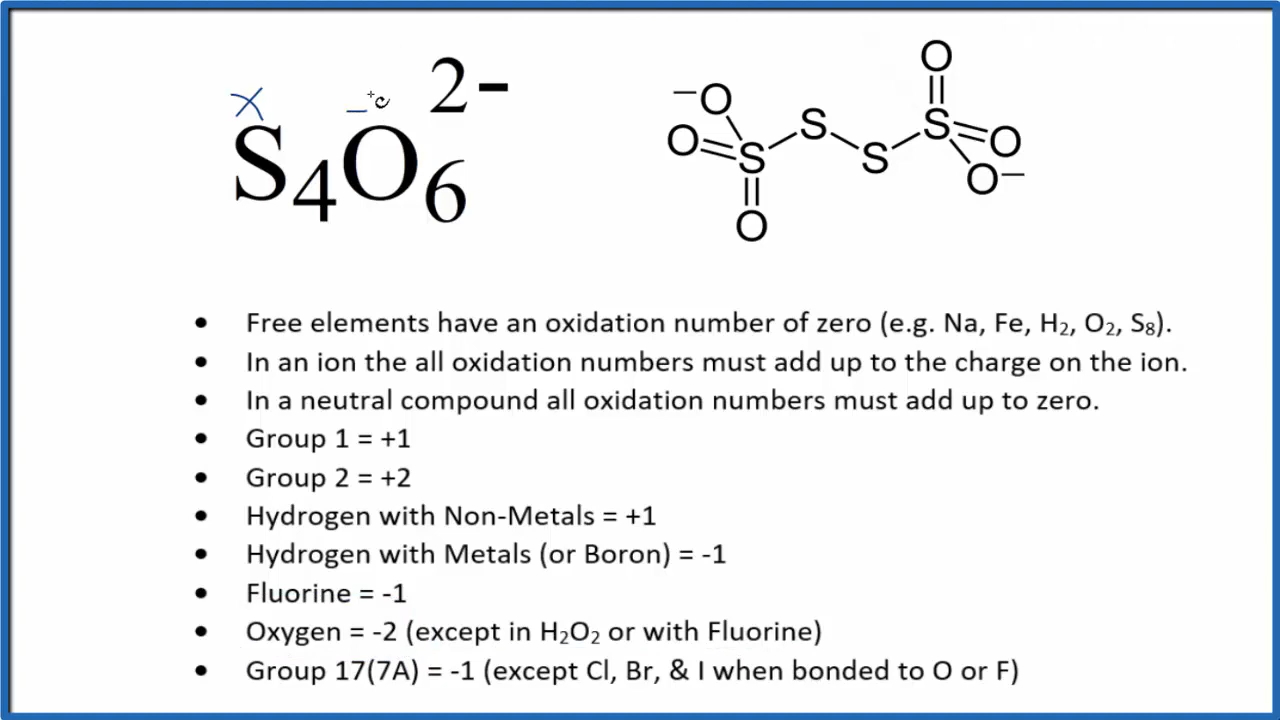 X –
S₄O₆²⁻
O
⁻O O
S S
O S S O
O⁻
O
• Free elements have an oxidation number of zero (e.g. Na, Fe, H₂, O₂, S₈).
• In an ion the all oxidation numbers must add up to the charge on the ion.
• In a neutral compound all oxidation numbers must add up to zero.
• Group 1 = +1
• Group 2 = +2
• Hydrogen with Non-Metals = +1
• Hydrogen with Metals (or Boron) = -1
• Fluorine = -1
• Oxygen = -2 (except in H₂O₂ or with Fluorine)
• Group 17(7A) = -1 (except Cl, Br, & I when bonded to O or F)